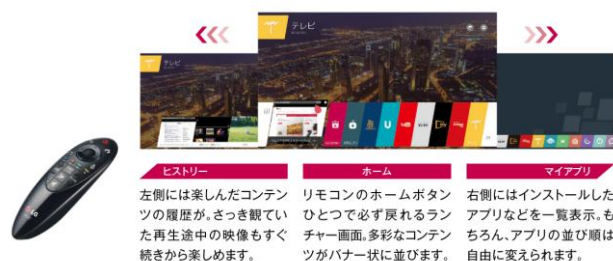 テレビ
テレビ
ヒストリー
左側には楽しんだコンテン
ツの履歴が。さっき観てい
た再生途中の映像もすぐ
続きから楽しめます。
ホーム
リモコンのホームボタン
ひとつで必ず戻れるラン
チャー画面。多彩なコンテン
ツがバナー状に並びます。
マイアプリ
右側にはインストールした
アプリなどを一覧表示。も
ちろん、アプリの並び順は
自由に変えられます。
LG